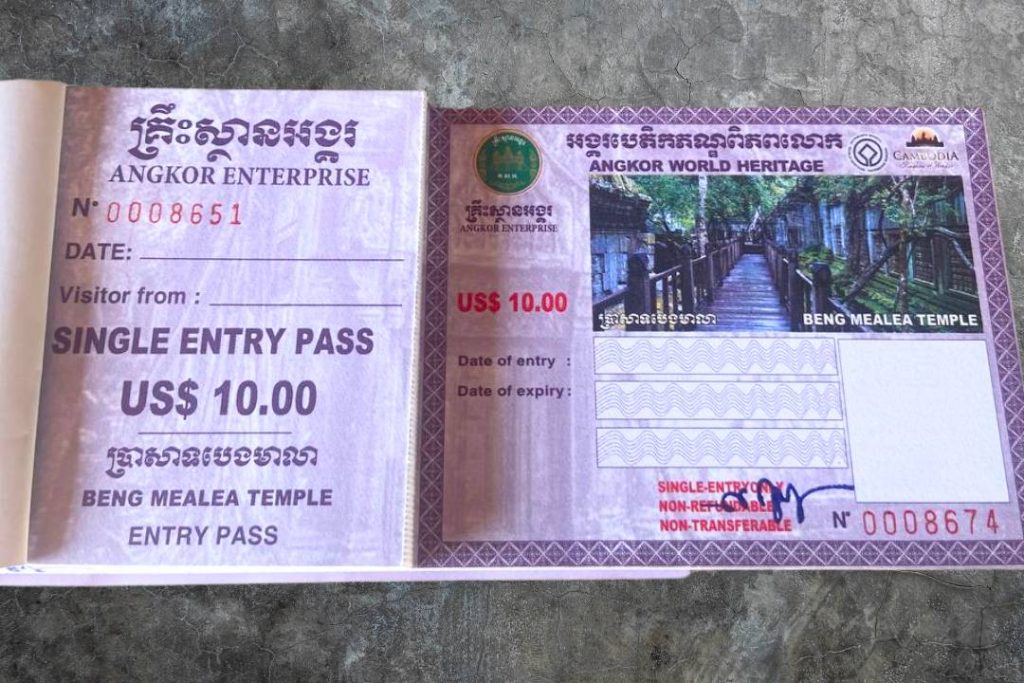 គ្រឹះស្ថានអង្គរ
ANGKOR ENTERPRISE
N° 0008651
DATE:
Visitor from :
SINGLE ENTRY PASS
US$ 10.00
ប្រាសាទបេងមាលា
BENG MEALEA TEMPLE
ENTRY PASS
គ្រឹះស្ថានអង្គរ
ANGKOR ENTERPRISE
US$ 10.00
Date of entry :
Date of expiry :
អង្គរបេតិកភណ្ឌពិភពលោក
ANGKOR WORLD HERITAGE
CAMBODIA
ប្រាសាទបេងមាលា
BENG MEALEA TEMPLE
SINGLE-ENTRY ONLY
NON-REFUNDABLE
NON-TRANSFERABLE
N° 0008674